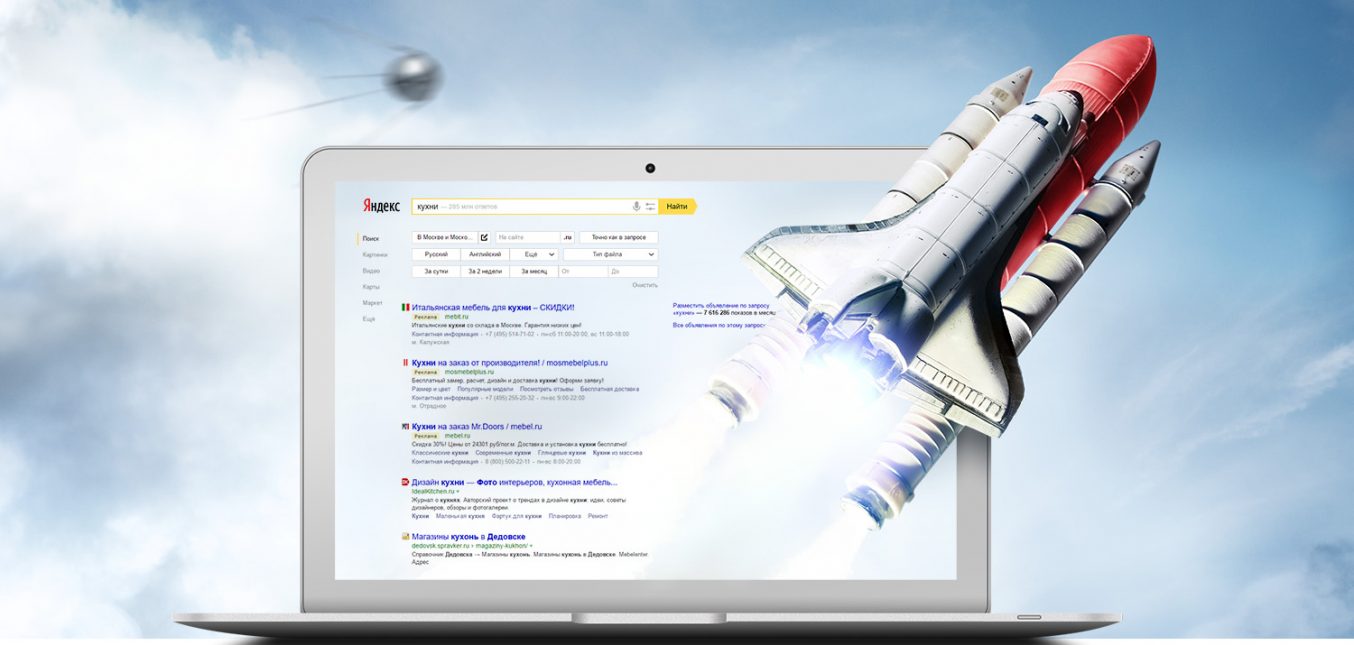 Яндекс
кухни — 285 млн ответов
Найти
Поиск
Картинки
Видео
Карты
Маркет
Ещё
В Москве и Моско...
На сайте
.ru
Точно как в запросе
Русский
Английский
Ещё
Тип файла
За сутки
За 2 недели
За месяц
От
До
Очистить
Итальянская мебель для кухни – СКИДКИ!
Реклама mebit.ru
Итальянские кухни со склада в Москве. Гарантия низких цен!
Контактная информация · +7 (495) 514-71-02 · пн-сб 11:00-20:00, вс 11:00-18:00
м. Калужская
Кухни на заказ от производителя! / mosmebelplus.ru
Реклама mosmebelplus.ru
Бесплатный замер, расчет, дизайн и доставка кухни! Оформи заявку!
Размер и цвет Популярные модели Посмотреть отзывы Бесплатная доставка
Контактная информация · +7 (495) 255-20-32 · пн-вс 9:00-22:00
м. Отрадное
Кухни на заказ Mr.Doors / mebel.ru
Реклама mebel.ru
Скидка 30%! Цены от 24301 руб/пог.м. Доставка и установка кухни бесплатно!
Классические кухни Современные кухни Глянцевые кухни Кухни из массива
Контактная информация · 8 (800) 500-22-11 · пн-вс 8:00-20:00
Дизайн кухни — Фото интерьеров, кухонная мебель...
IdealKitchen.ru
Журнал о кухнях. Авторский проект о трендах в дизайне кухни: идеи, советы
дизайнеров, обзоры и фотогалереи.
Кухни Маленькая кухня Фартук для кухни Планировка Ремонт
Магазины кухонь в Дедовске
dedovsk.spravker.ru › magaziny-kukhon/
Справочник Дедовска → Магазины кухонь. Магазины кухонь в Дедовске. Mebelenter.
Адрес
Разместить объявление по запросу
«кухни» — 7 616 286 показов в месяц
Все объявления по этому запросу